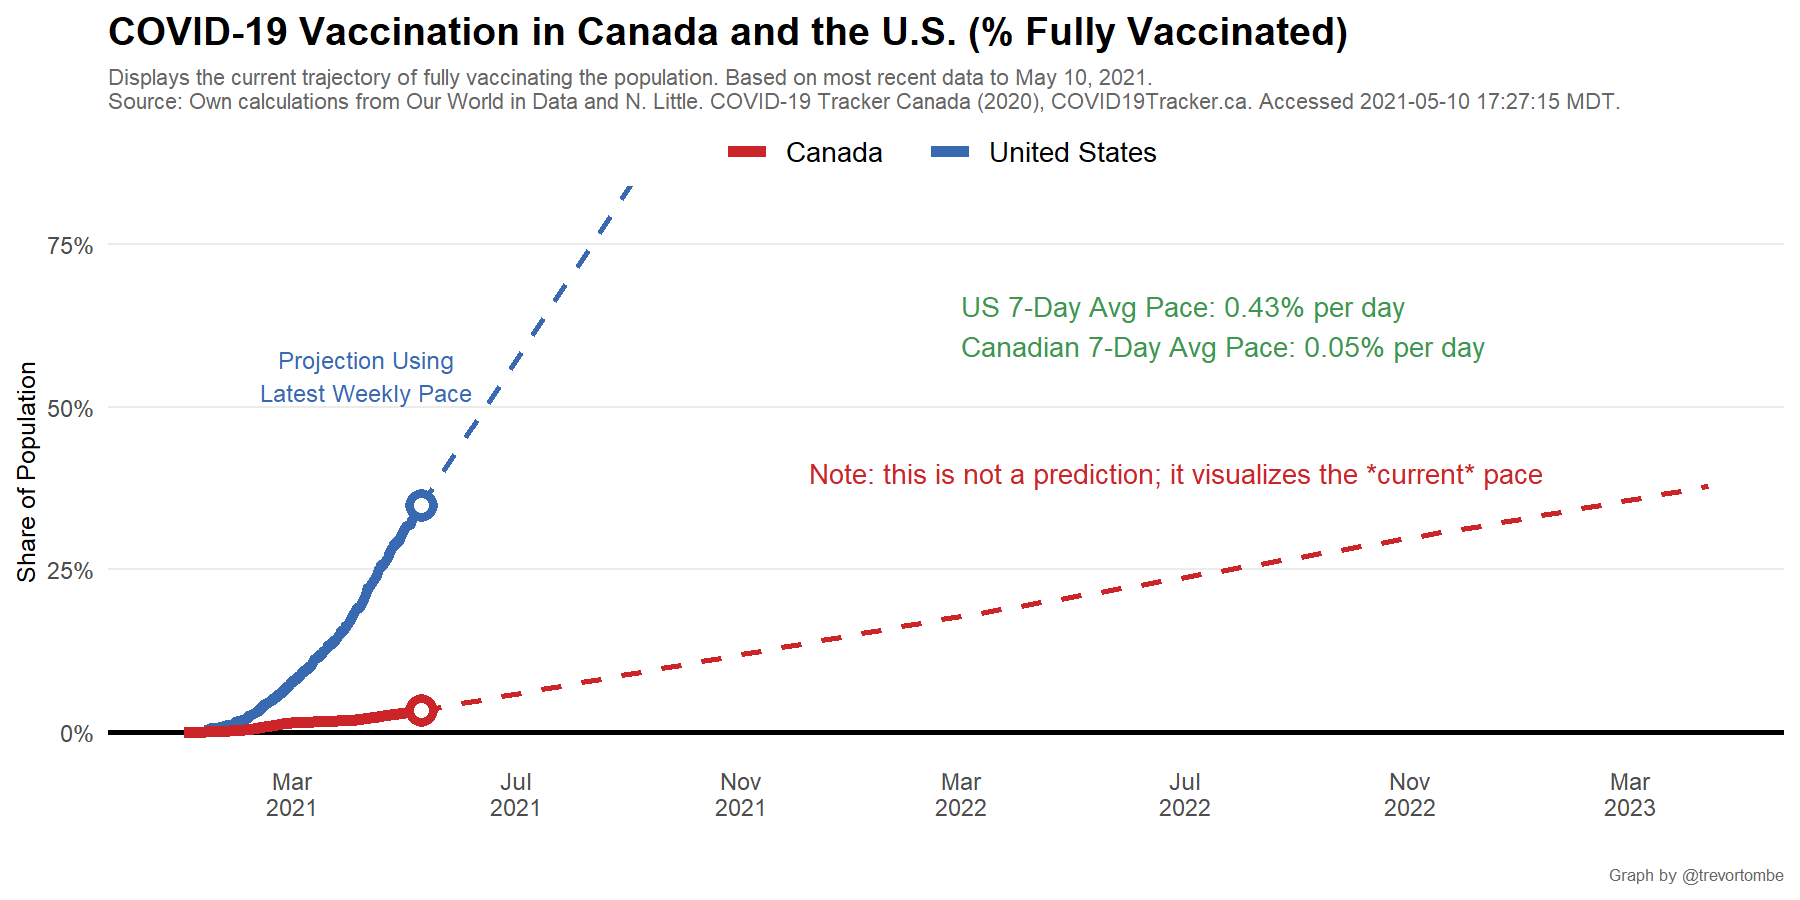 COVID-19 Vaccination in Canada and the U.S. (% Fully Vaccinated)
Displays the current trajectory of fully vaccinating the population. Based on most recent data to May 10, 2021.
Source: Own calculations from Our World in Data and N. Little. COVID-19 Tracker Canada (2020), COVID19Tracker.ca. Accessed 2021-05-10 17:27:15 MDT.
Canada
United States
Share of Population
75%
50%
25%
0%
US 7-Day Avg Pace: 0.43% per day
Canadian 7-Day Avg Pace: 0.05% per day
Projection Using
Latest Weekly Pace
Note: this is not a prediction; it visualizes the *current* pace
Mar
2021
Jul
2021
Nov
2021
Mar
2022
Jul
2022
Nov
2022
Mar
2023
Graph by @trevortombe